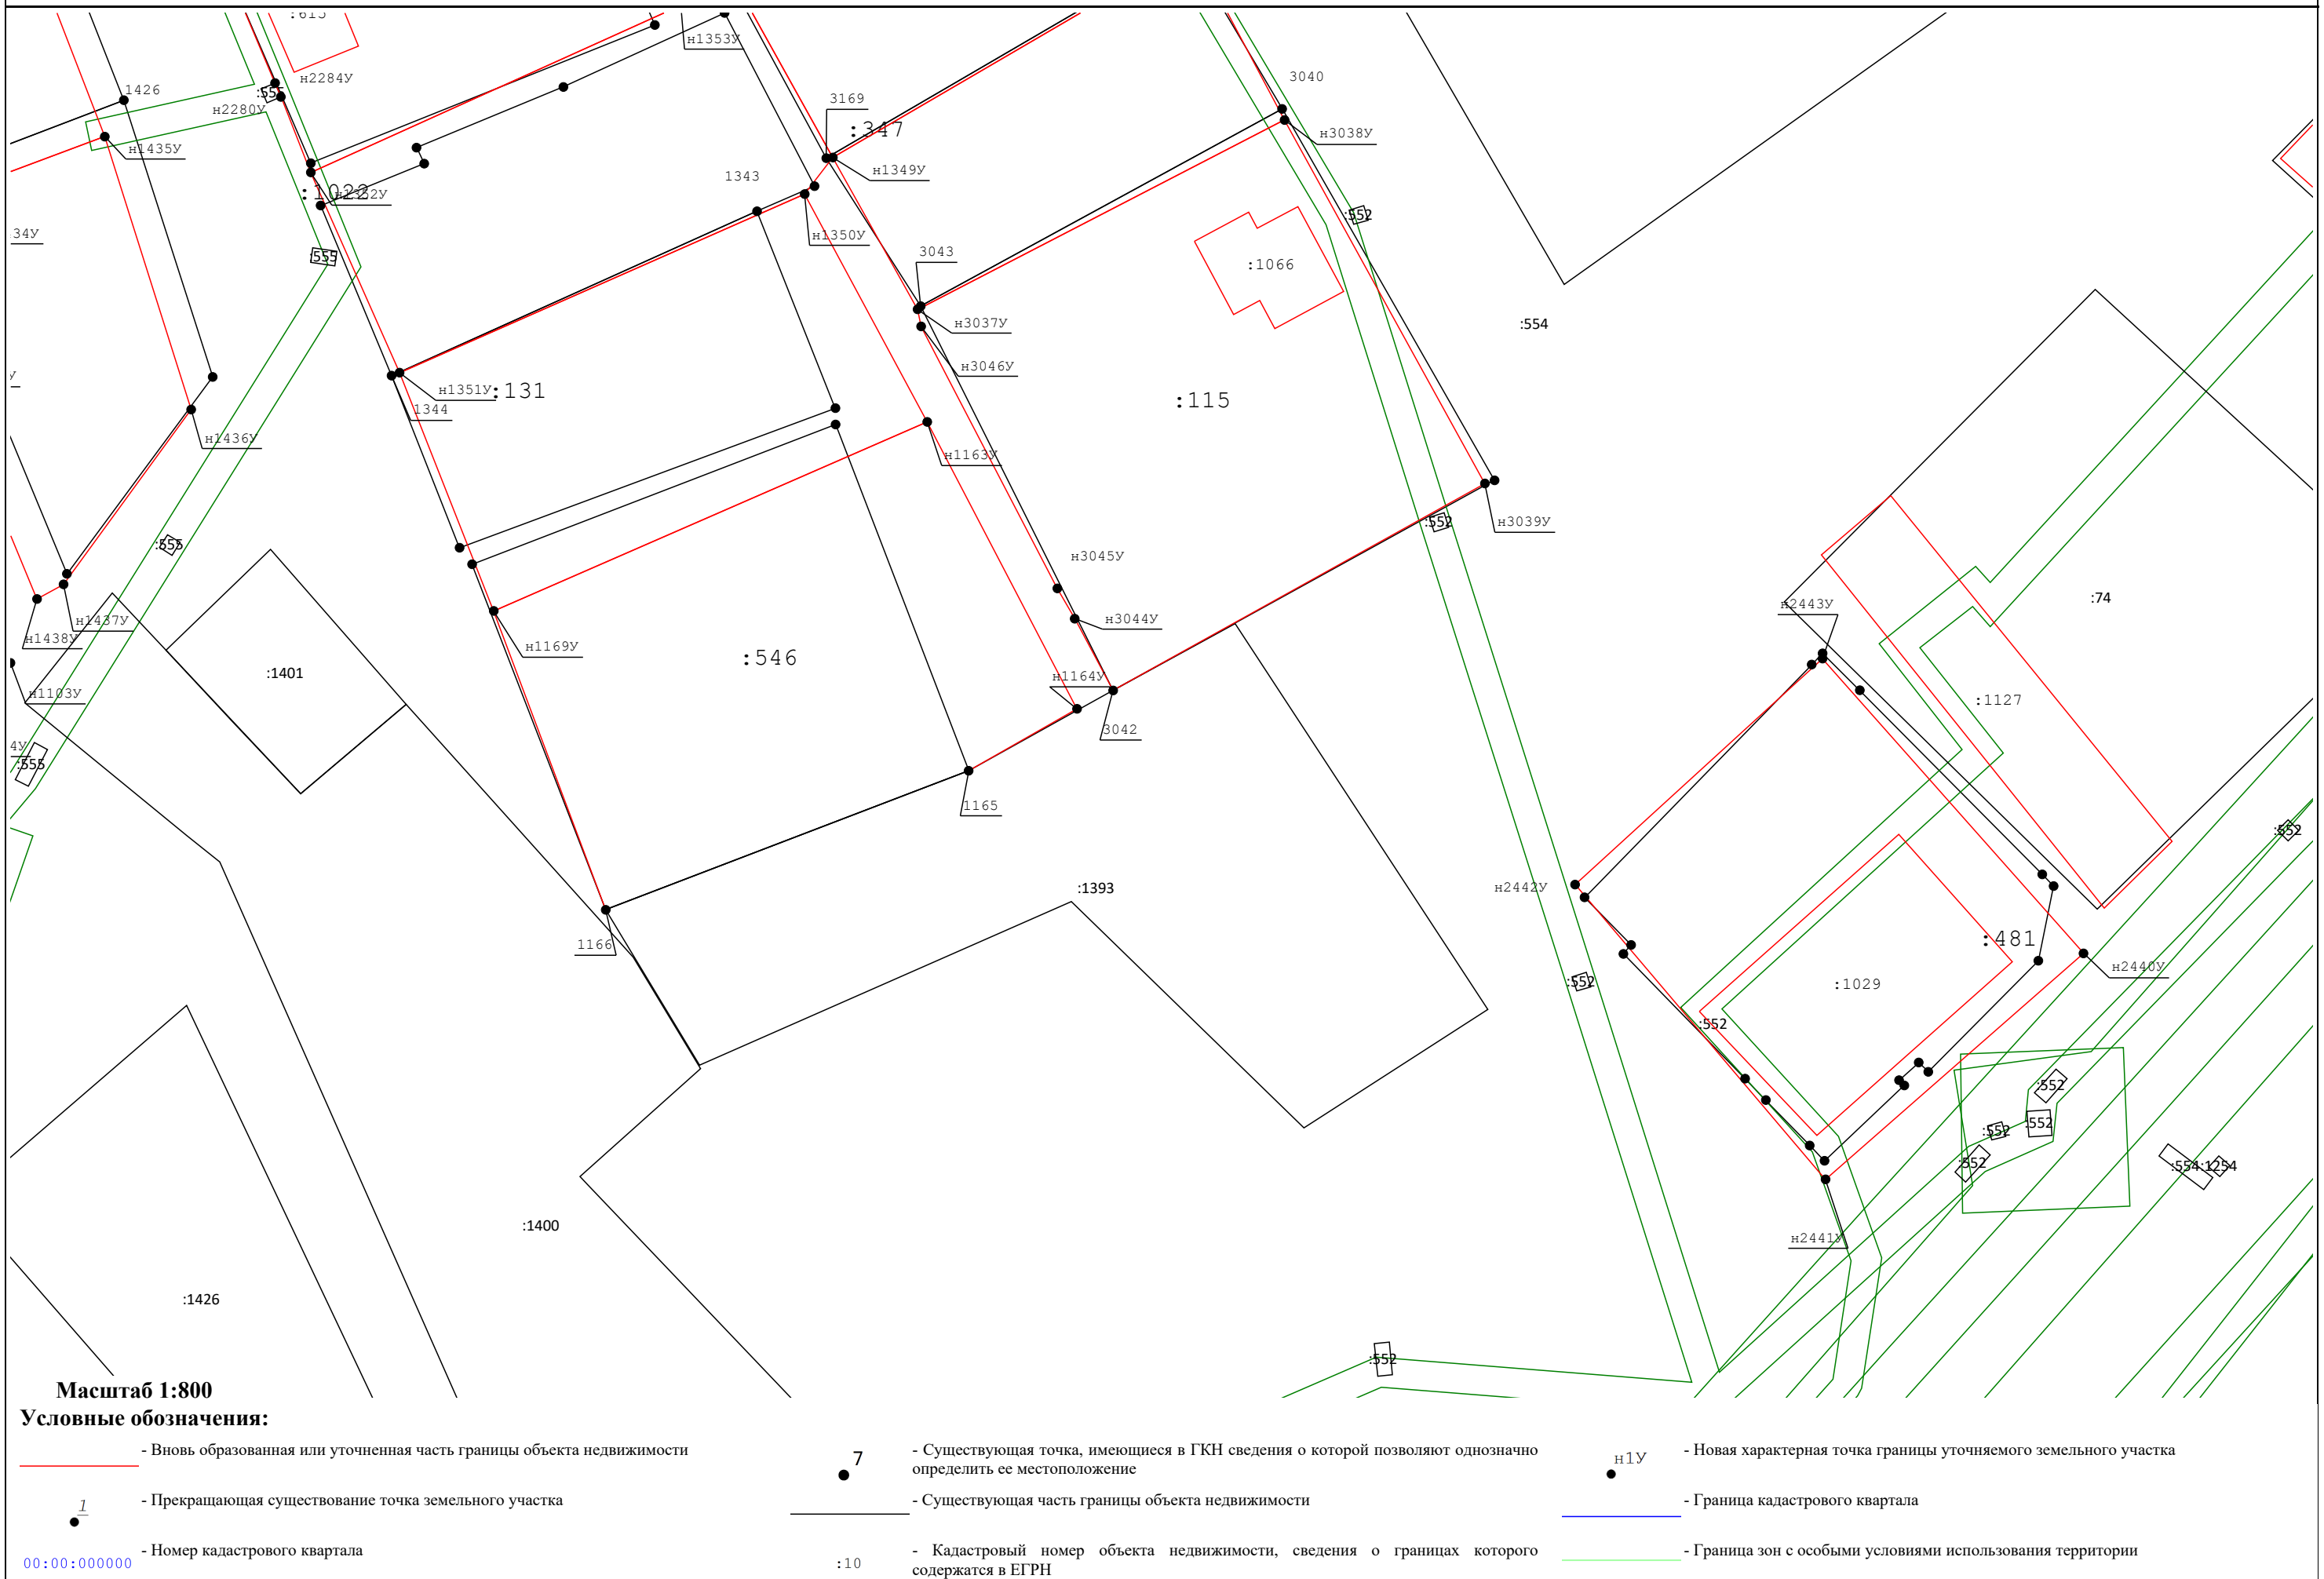 :615
н1353У
н2284У
1426
:555
н2280У
3169
:347
3040
н3038У
н1435У
н1349У
1343
:1022
н1352У
:552
34У
н1350У
:555
3043
:1066
н3037У
:554
н3046У
У
н1351У
:131
:115
1344
н1436У
н1163У
:552
н3039У
:555
н3045У
:74
н2443У
н1437У
н3044У
н1438У
н1169У
:546
:1401
н1164У
н1103У
:1127
3042
4У
:555
1165
:552
н2442У
:1393
1166
:481
н2440У
:552
:1029
:552
:552
:552
:552
:552
:554
:1254
:1400
н2441У
:1426
:552
Масштаб 1:800
Условные обозначения:
- Вновь образованная или уточненная часть границы объекта недвижимости
7
- Существующая точка, имеющиеся в ГКН сведения о которой позволяют однозначно
определить ее местоположение
н1У
- Новая характерная точка границы уточняемого земельного участка
1
- Прекращающая существование точка земельного участка
- Существующая часть границы объекта недвижимости
- Граница кадастрового квартала
00:00:000000
- Номер кадастрового квартала
:10
- Кадастровый номер объекта недвижимости, сведения о границах которого
содержатся в ЕГРН
- Граница зон с особыми условиями использования территории